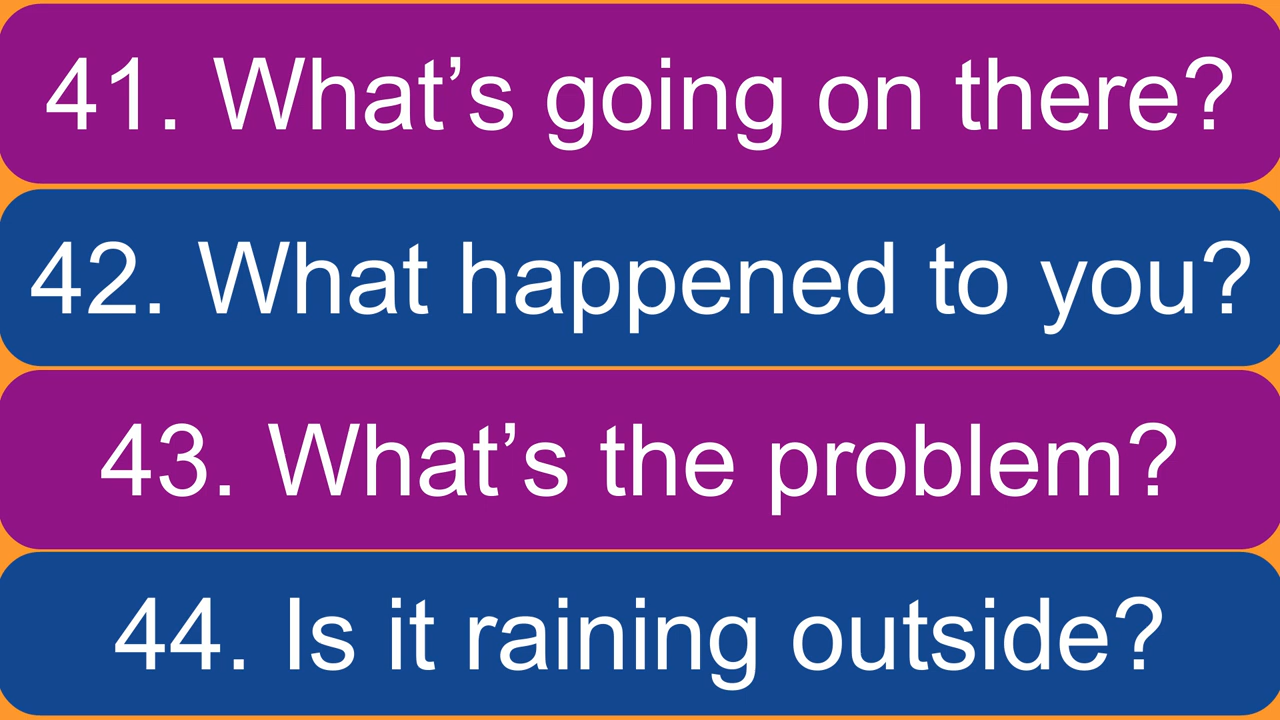 41. What’s going on there?
42. What happened to you?
43. What’s the problem?
44. Is it raining outside?